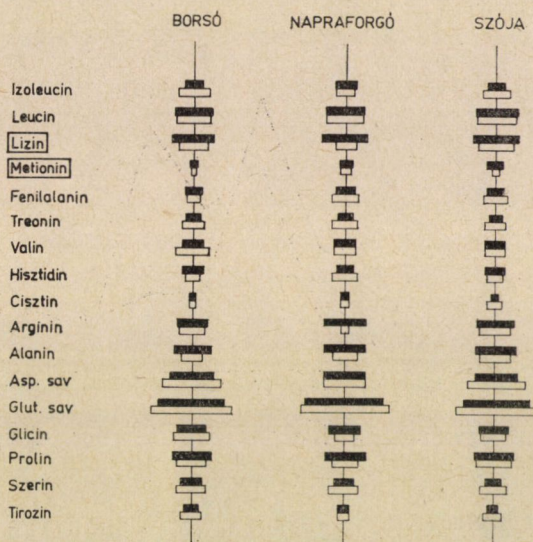 BORSÓ NAPRAFORGÓ SZÓJA
Izoleucin
Leucin
Lizin
Metionin
Fenilalanin
Treonin
Valin
Hisztidin
Cisztin
Arginin
Alanin
Asp. sav
Glut. sav
Glicin
Prolin
Szerin
Tirozin